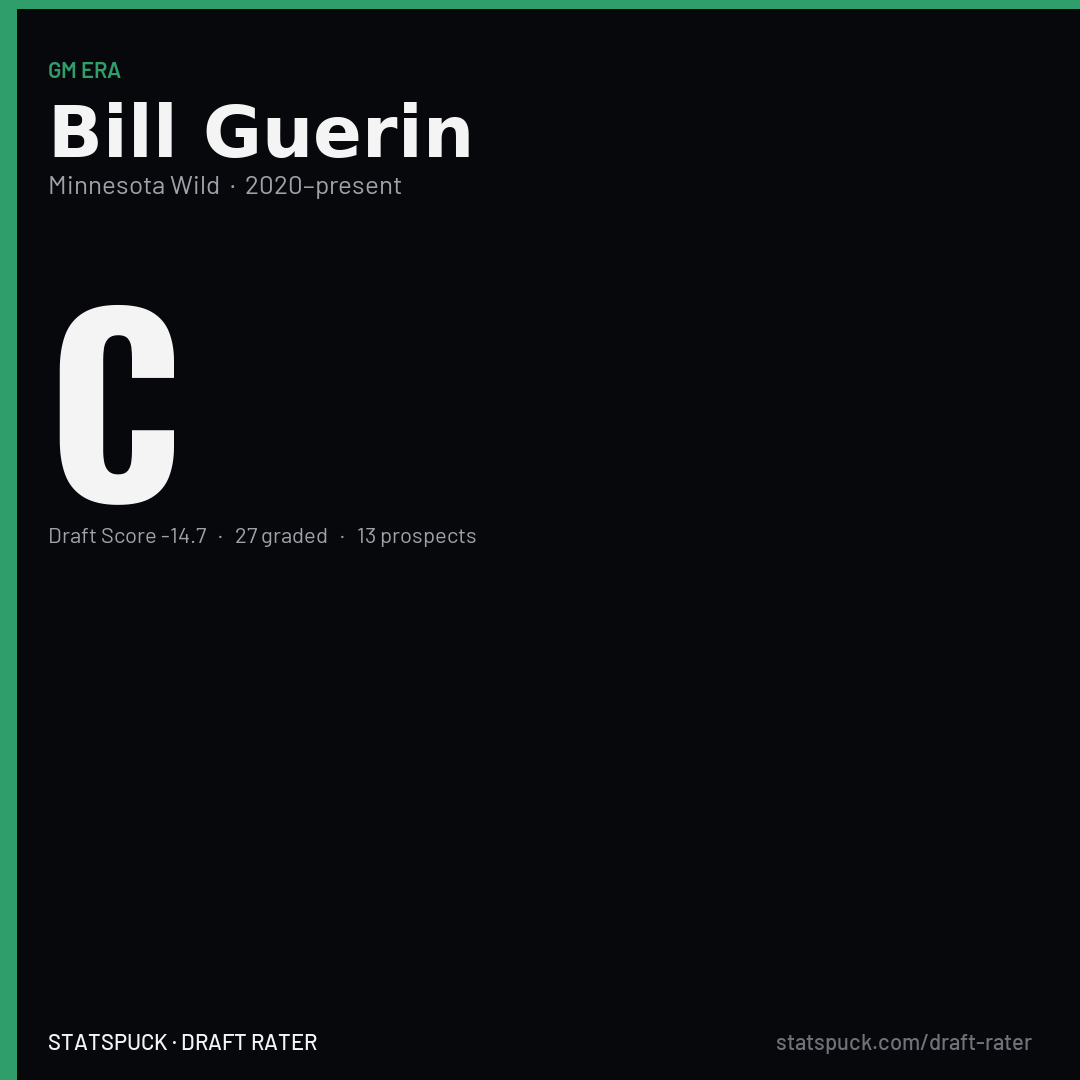 GM ERA
Bill Guerin
Minnesota Wild · 2020–present
C
Draft Score -14.7 · 27 graded · 13 prospects
STATSPUCK · DRAFT RATER
statspuck.com/draft-rater